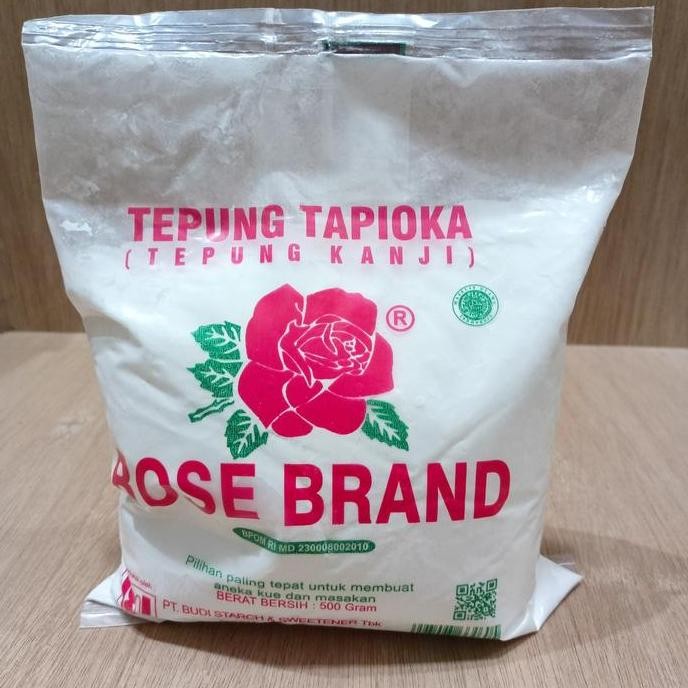 TEPUNG TAPIOKA
(TEPUNG KANJI)
®
ROSE BRAND
BPOM RI MD 230008002010
Pilihan paling tepat untuk membuat
aneka kue dan masakan
BERAT BERSIH : 500 Gram
PT. BUDI STARCH & SWEETENER Tbk